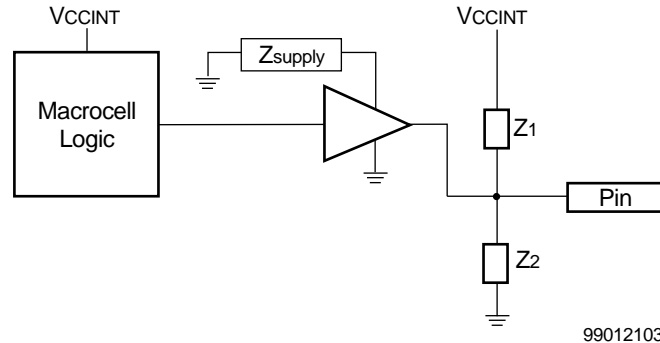 VCCINT
VCCINT
Zsupply
Macrocell
Logic
Z1
Pin
Z2
99012103